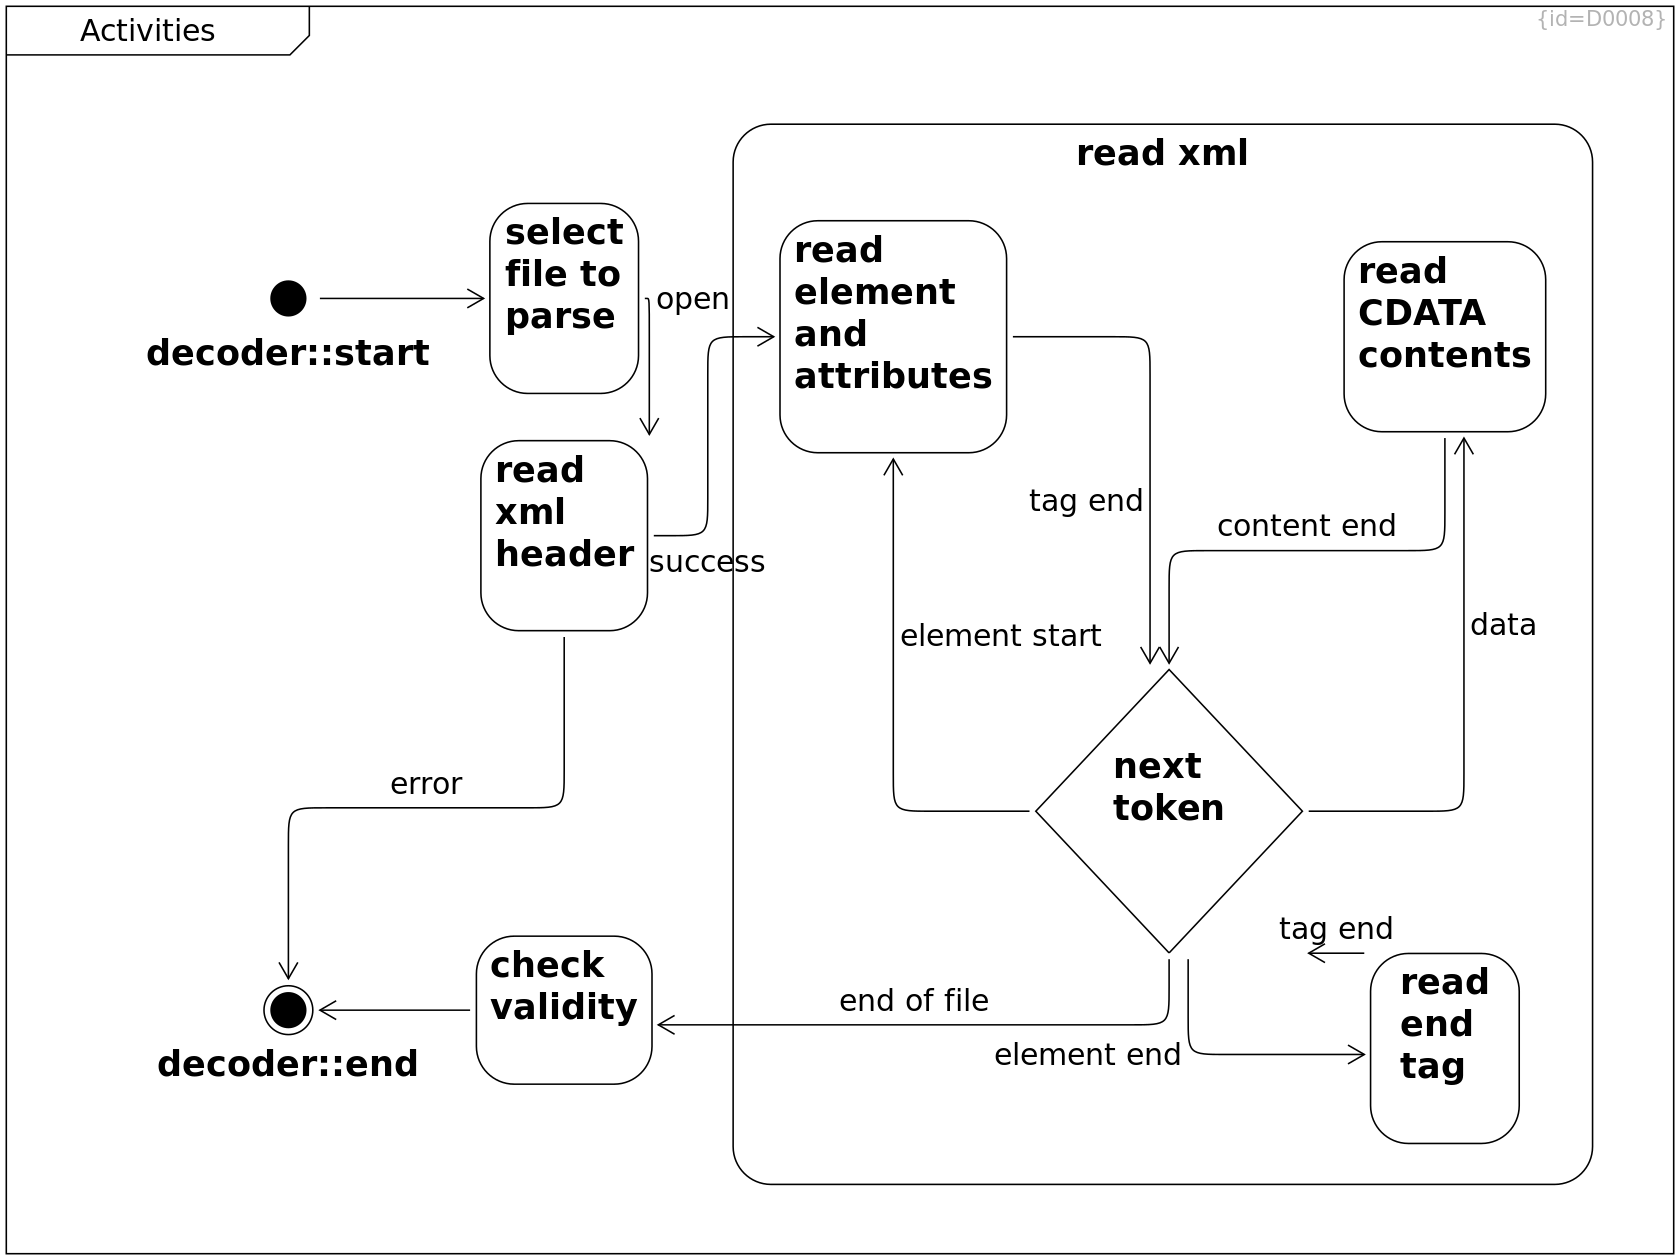 Activities
{id=D0008}
read xml
select
file to
parse
open
decoder::start
read
element
and
attributes
read
CDATA
contents
read
xml
header
success
tag end
content end
element start
data
next
token
error
tag end
check
validity
end of file
element end
read
end
tag
decoder::end